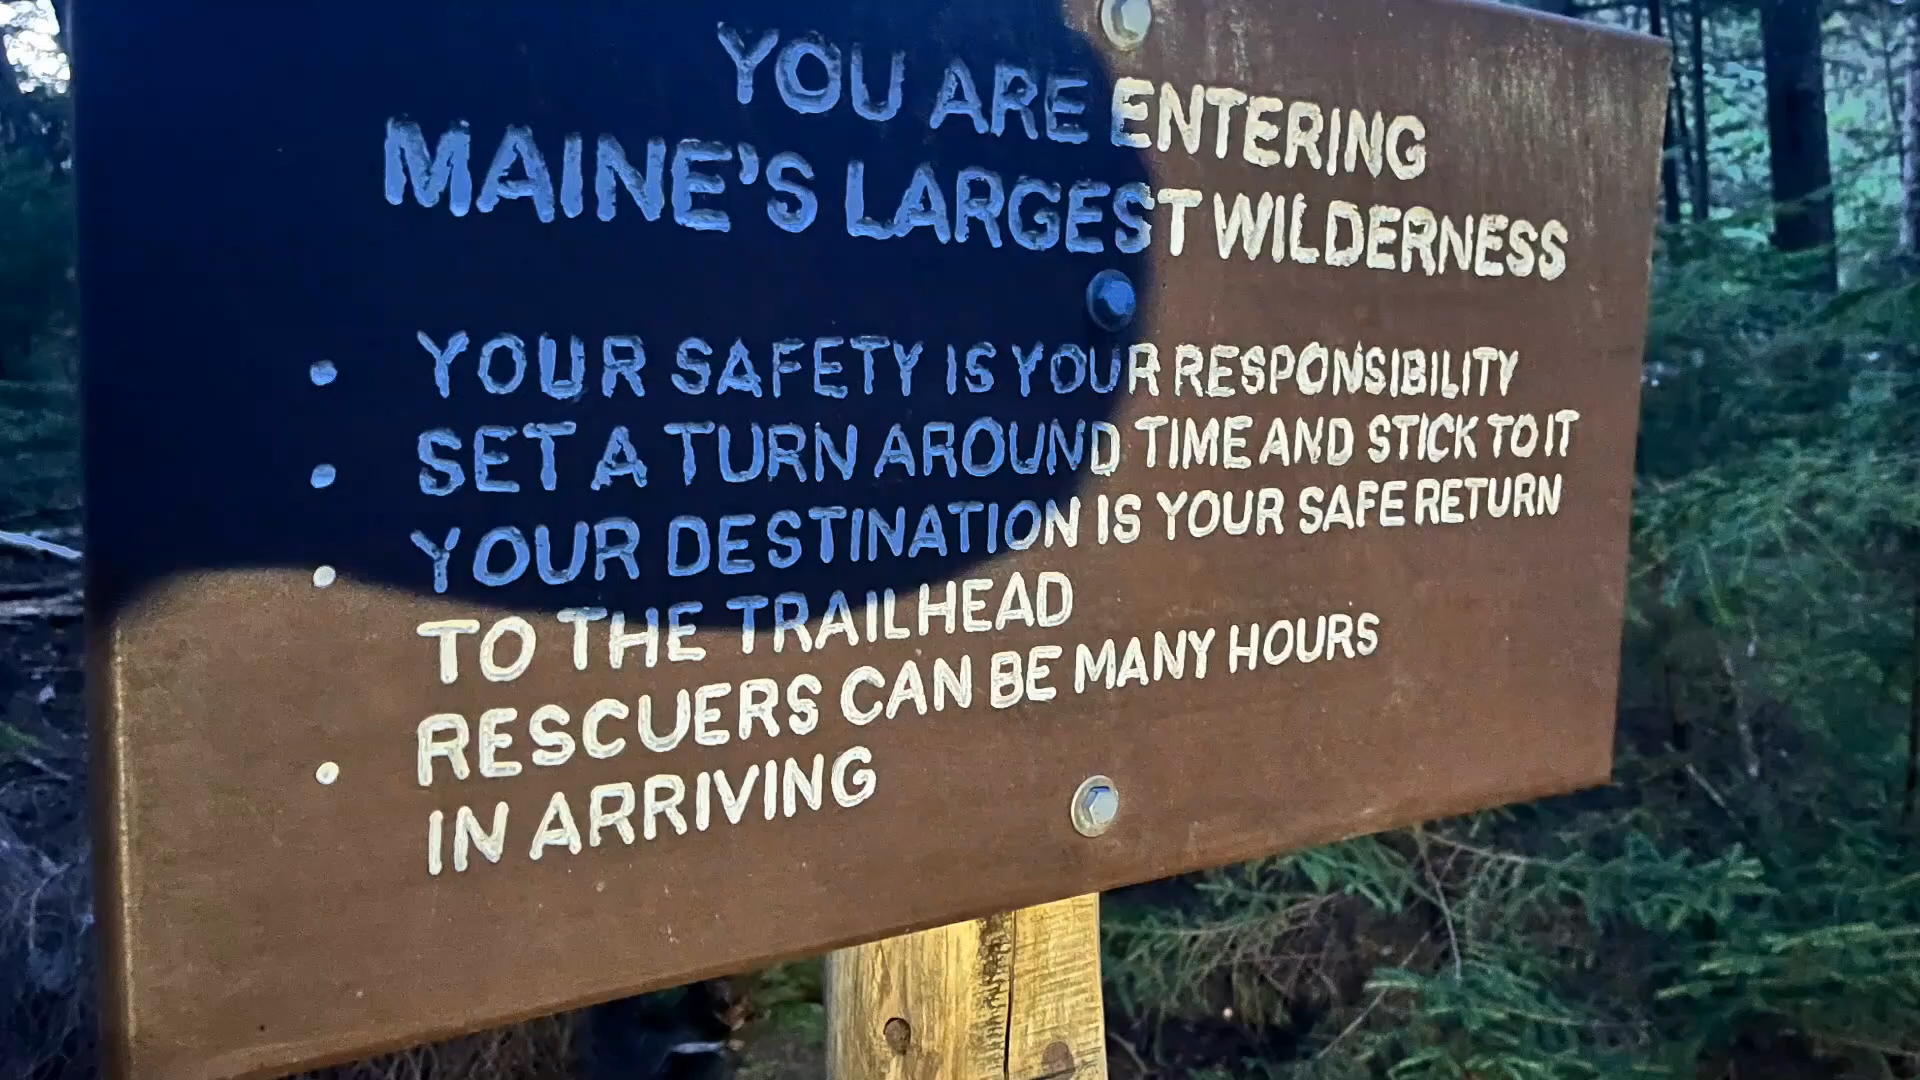 YOU ARE ENTERING
MAINE'S LARGEST WILDERNESS
• YOUR SAFETY IS YOUR RESPONSIBILITY
• SET A TURN AROUND TIME AND STICK TO IT
• YOUR DESTINATION IS YOUR SAFE RETURN
TO THE TRAILHEAD
• RESCUERS CAN BE MANY HOURS
IN ARRIVING